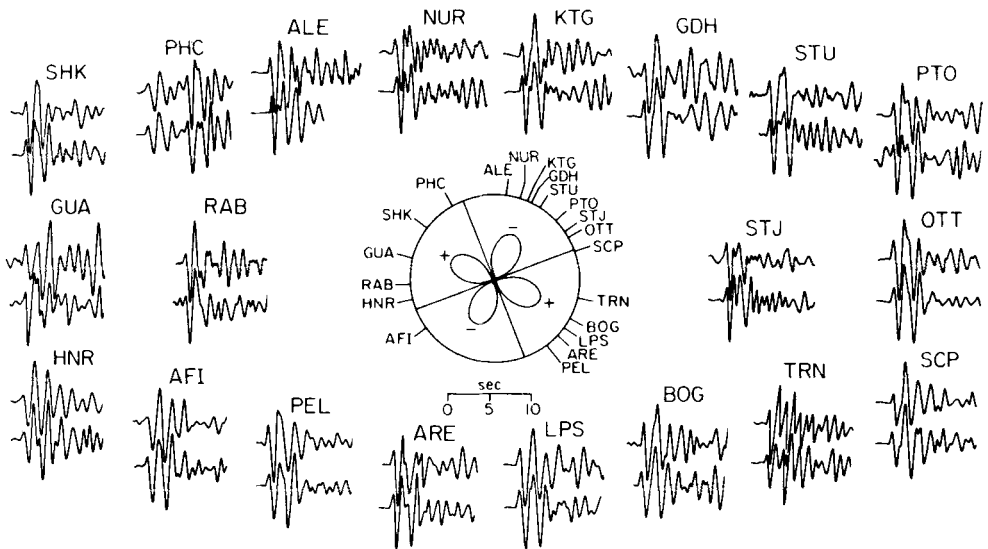 SHK
PHC
ALE
NUR
KTG
GDH
STU
PTO
GUA
RAB
PHC
ALE
NUR
KTG
GDH
STU
PTO
STJ
OTT
SCP
SHK
GUA
RAB
HNR
AFI
TRN
BOG
LPS
ARE
PEL
+
−
−
+
STJ
OTT
HNR
AFI
PEL
sec
0 5 10
ARE
LPS
BOG
TRN
SCP